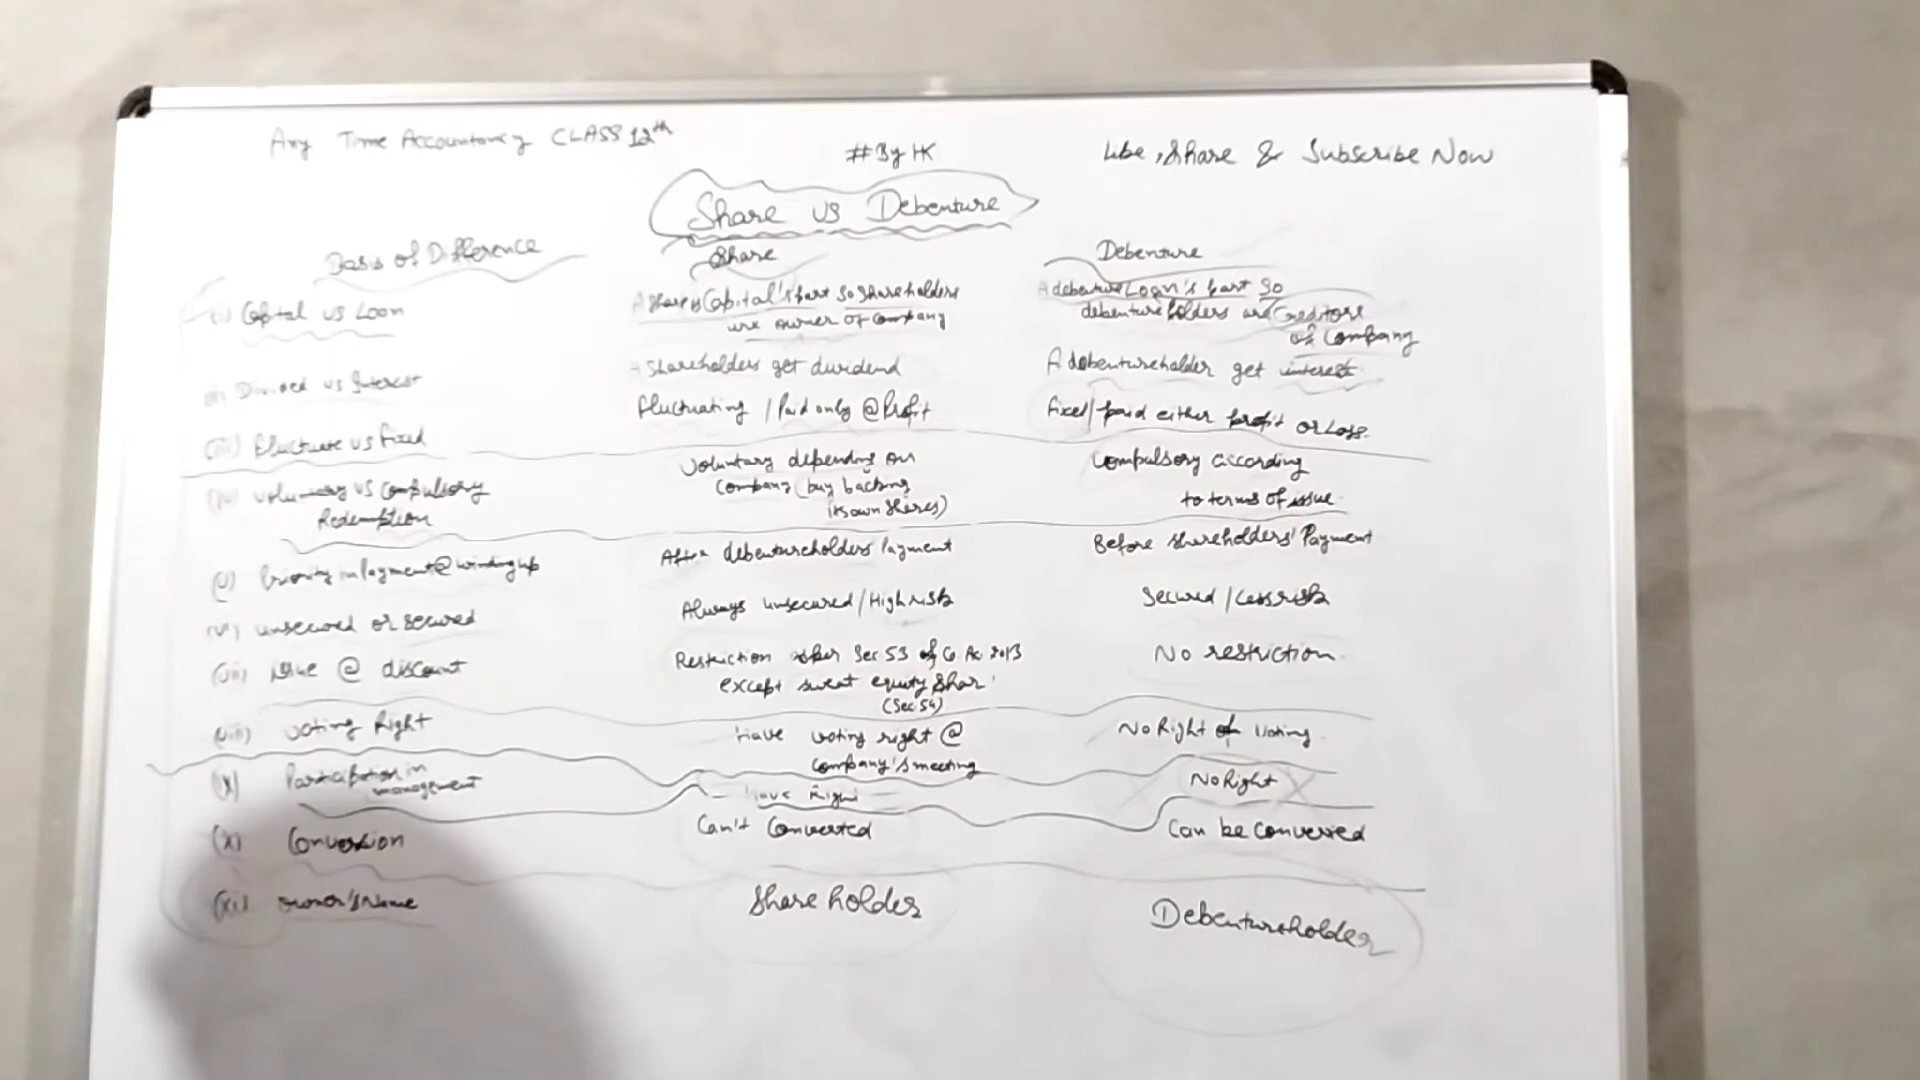 Any Time Accountancy CLASS 12th
#By HK
Like, Share & Subscribe Now
Share vs Debenture
Basis of Difference
Share
Debenture
(i) Capital vs Loan
A Share is Capital's part so shareholders
are owner of company
A debenture Loan's part so
debentureholders are Creditors
of Company
(ii) Divined vs Interest
Shareholders get dividend
A debentureholder get interest
(iii) Fluctuate vs fixed
fluctuating / Paid only @ Profit
fixed / paid either profit or Loss.
(iv) Voluntary vs Compulsory
Redemption
Voluntary depending on
company (buy backing
its own shares)
Compulsory according
to terms of issue.
(v) Priority in payment @ winding up
After debentureholders Payment
Before shareholders' Payment
(vi) unsecured or secured
Always unsecured / High risk
Secured / Less risk
(vii) issue @ discount
Restriction Sec 53 of Co Ac 2013
except sweat equity Shar
(Sec 54)
No restriction
(viii) voting Right
Have voting right @
company's meeting
No Right of Voting
(ix) Participation in
management
Have Right
No Right
(x) Conversion
Can't Converted
Can be converted
(xi) owner's Name
Share holder
Debentureholder